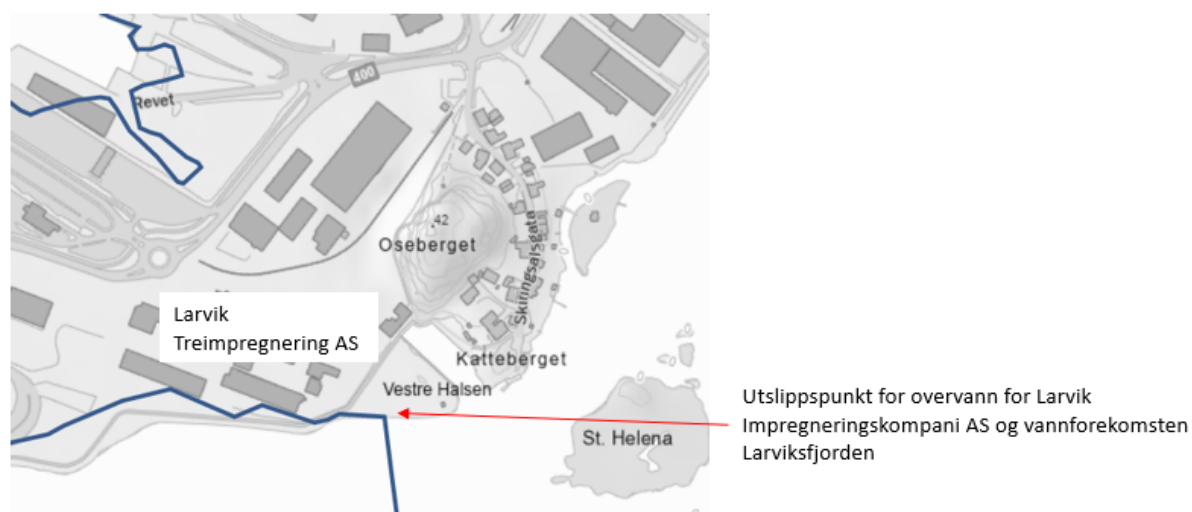 400
Revet
42
Oseberget
Skiringsalsgata
Larvik
Treimpregnering AS
Katteberget
Vestre Halsen
St. Helena
Utslippspunkt for overvann for Larvik
Impregneringskompani AS og vannforekomsten
Larviksfjorden